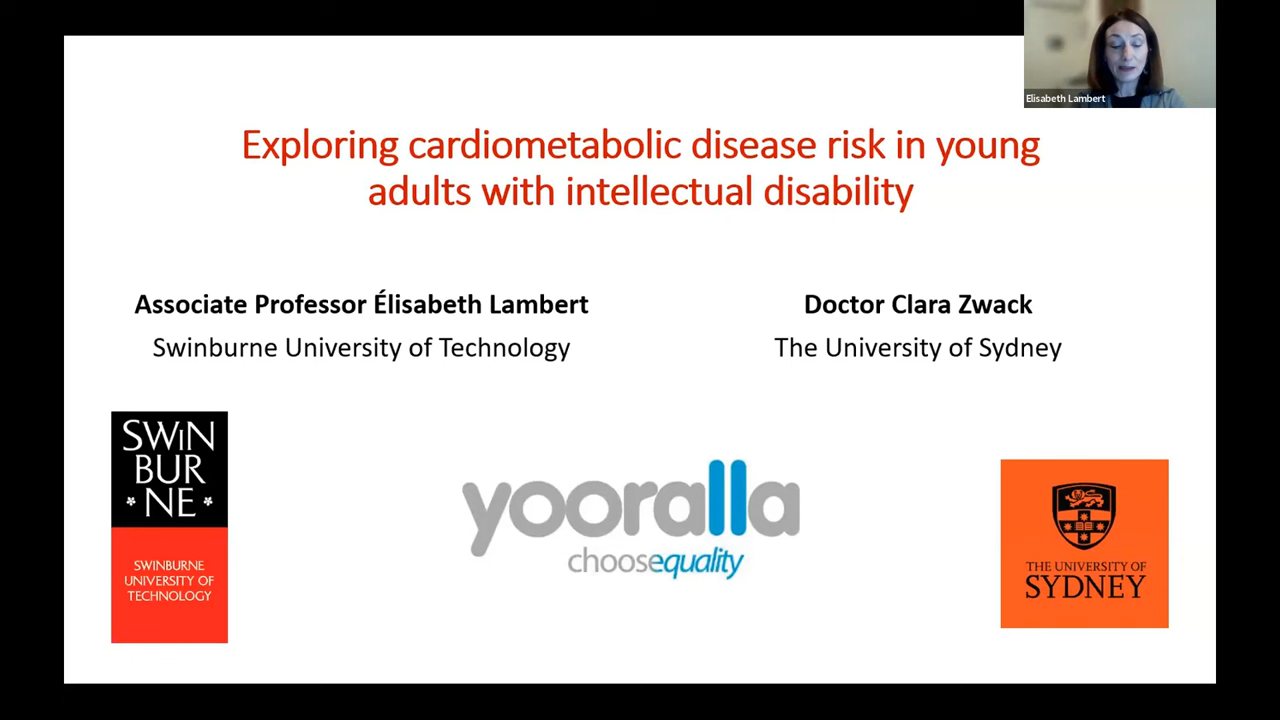 Elisabeth Lambert
Exploring cardiometabolic disease risk in young
adults with intellectual disability
Associate Professor Élisabeth Lambert
Swinburne University of Technology
Doctor Clara Zwack
The University of Sydney
SWIN
BUR
NE
SWINBURNE
UNIVERSITY OF
TECHNOLOGY
yooralla
choosequality
THE UNIVERSITY OF
SYDNEY